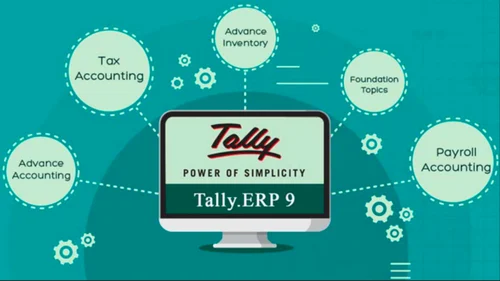 Advance
Inventory
Tax
Accounting
Foundation
Topics
Advance
Accounting
Payroll
Accounting
Tally
POWER OF SIMPLICITY
Tally.ERP 9